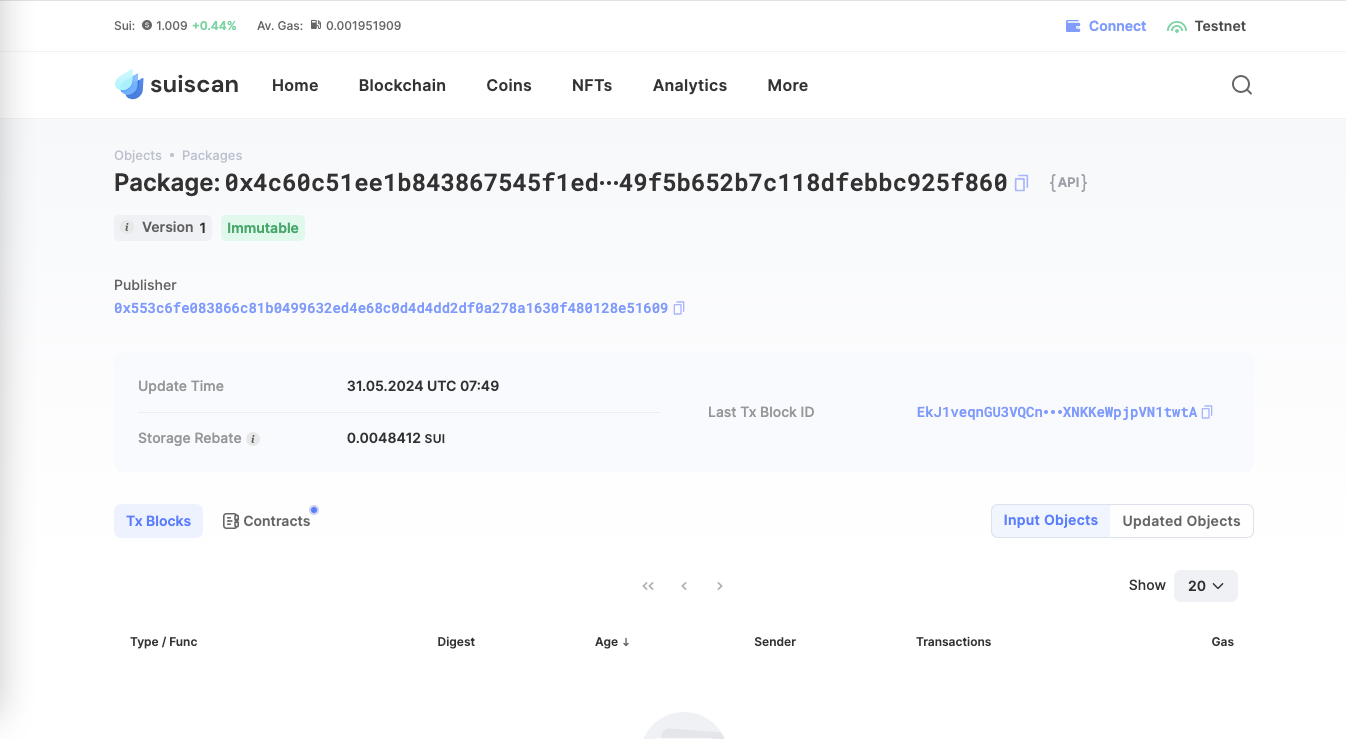 Sui: 1.009 +0.44% Av. Gas: 0.001951909 Connect Testnet
suiscan Home Blockchain Coins NFTs Analytics More
Objects • Packages
Package: 0x4c60c51ee1b843867545f1ed···49f5b652b7c118dfebbc925f860 {API}
i Version 1 Immutable
Publisher
0x553c6fe083866c81b0499632ed4e68c0d4d4dd2df0a278a1630f480128e51609
Update Time 31.05.2024 UTC 07:49
Last Tx Block ID EkJ1veqnGU3VQCn···XNKKeWpjpVN1twtA
Storage Rebate i 0.0048412 SUI
Tx Blocks Contracts Input Objects Updated Objects
Show 20
Type / Func Digest Age ↓ Sender Transactions Gas